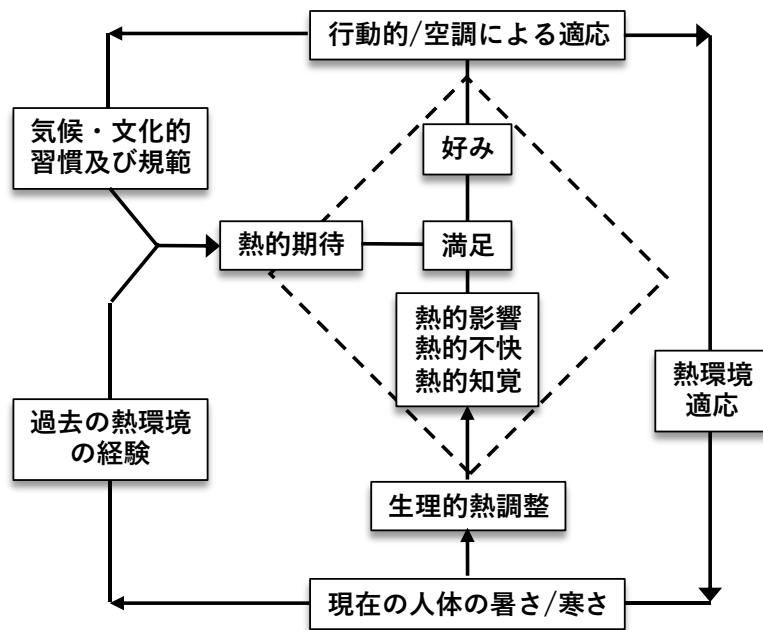 行動的/空調による適応
気候・文化的
習慣及び規範
好み
熱的期待
満足
熱的影響
熱的不快
熱的知覚
熱環境
適応
過去の熱環境
の経験
生理的熱調整
現在の人体の暑さ/寒さ